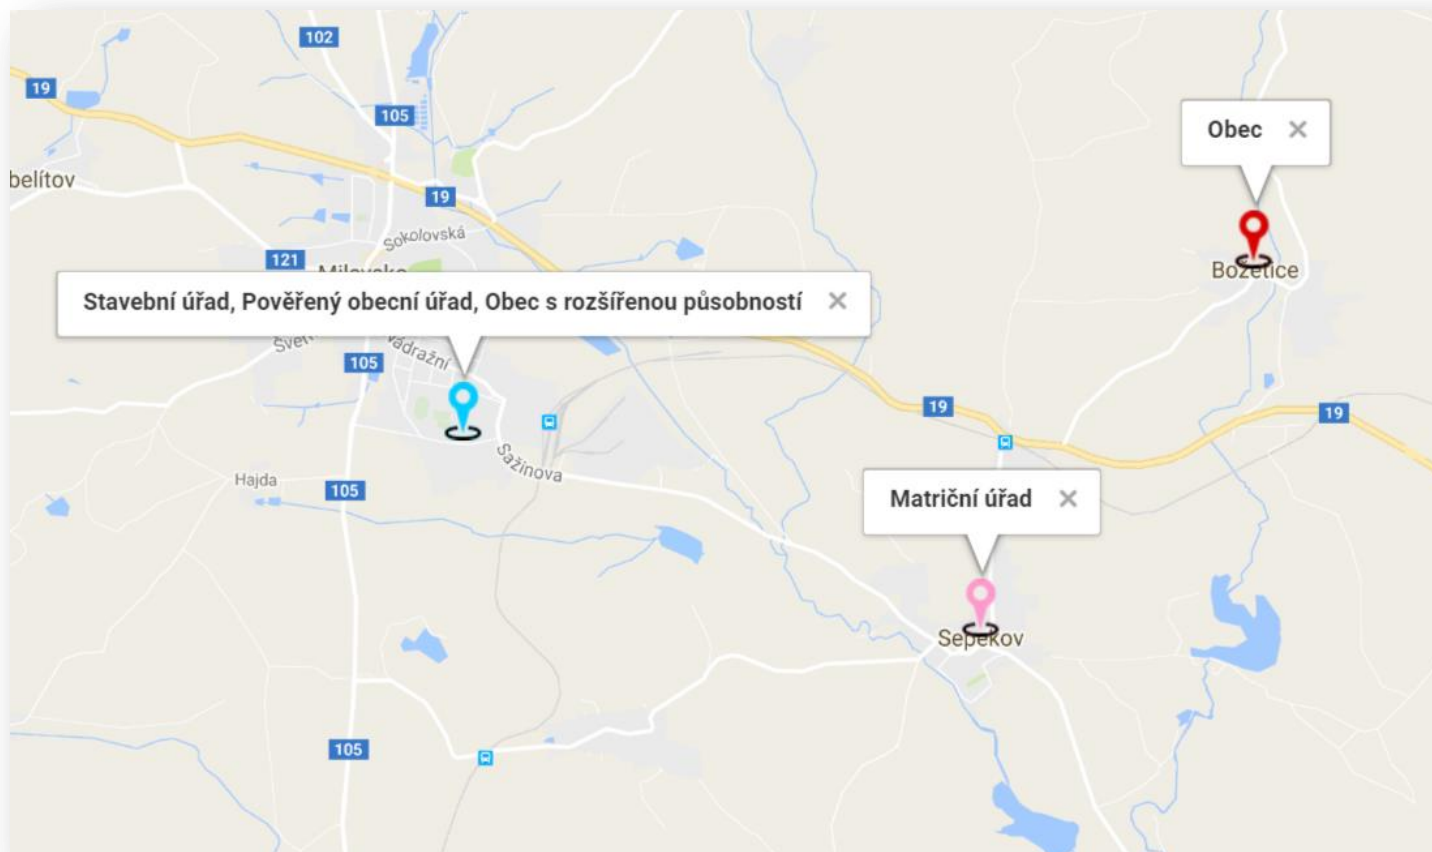 102
19
105
Obec
belítov
19
Sokolovská
121
Milevsko
Božetice
Stavební úřad, Pověřený obecní úřad, Obec s rozšířenou působností
105
19
19
Sažinova
Hajda
105
Matriční úřad
Sepekov
105